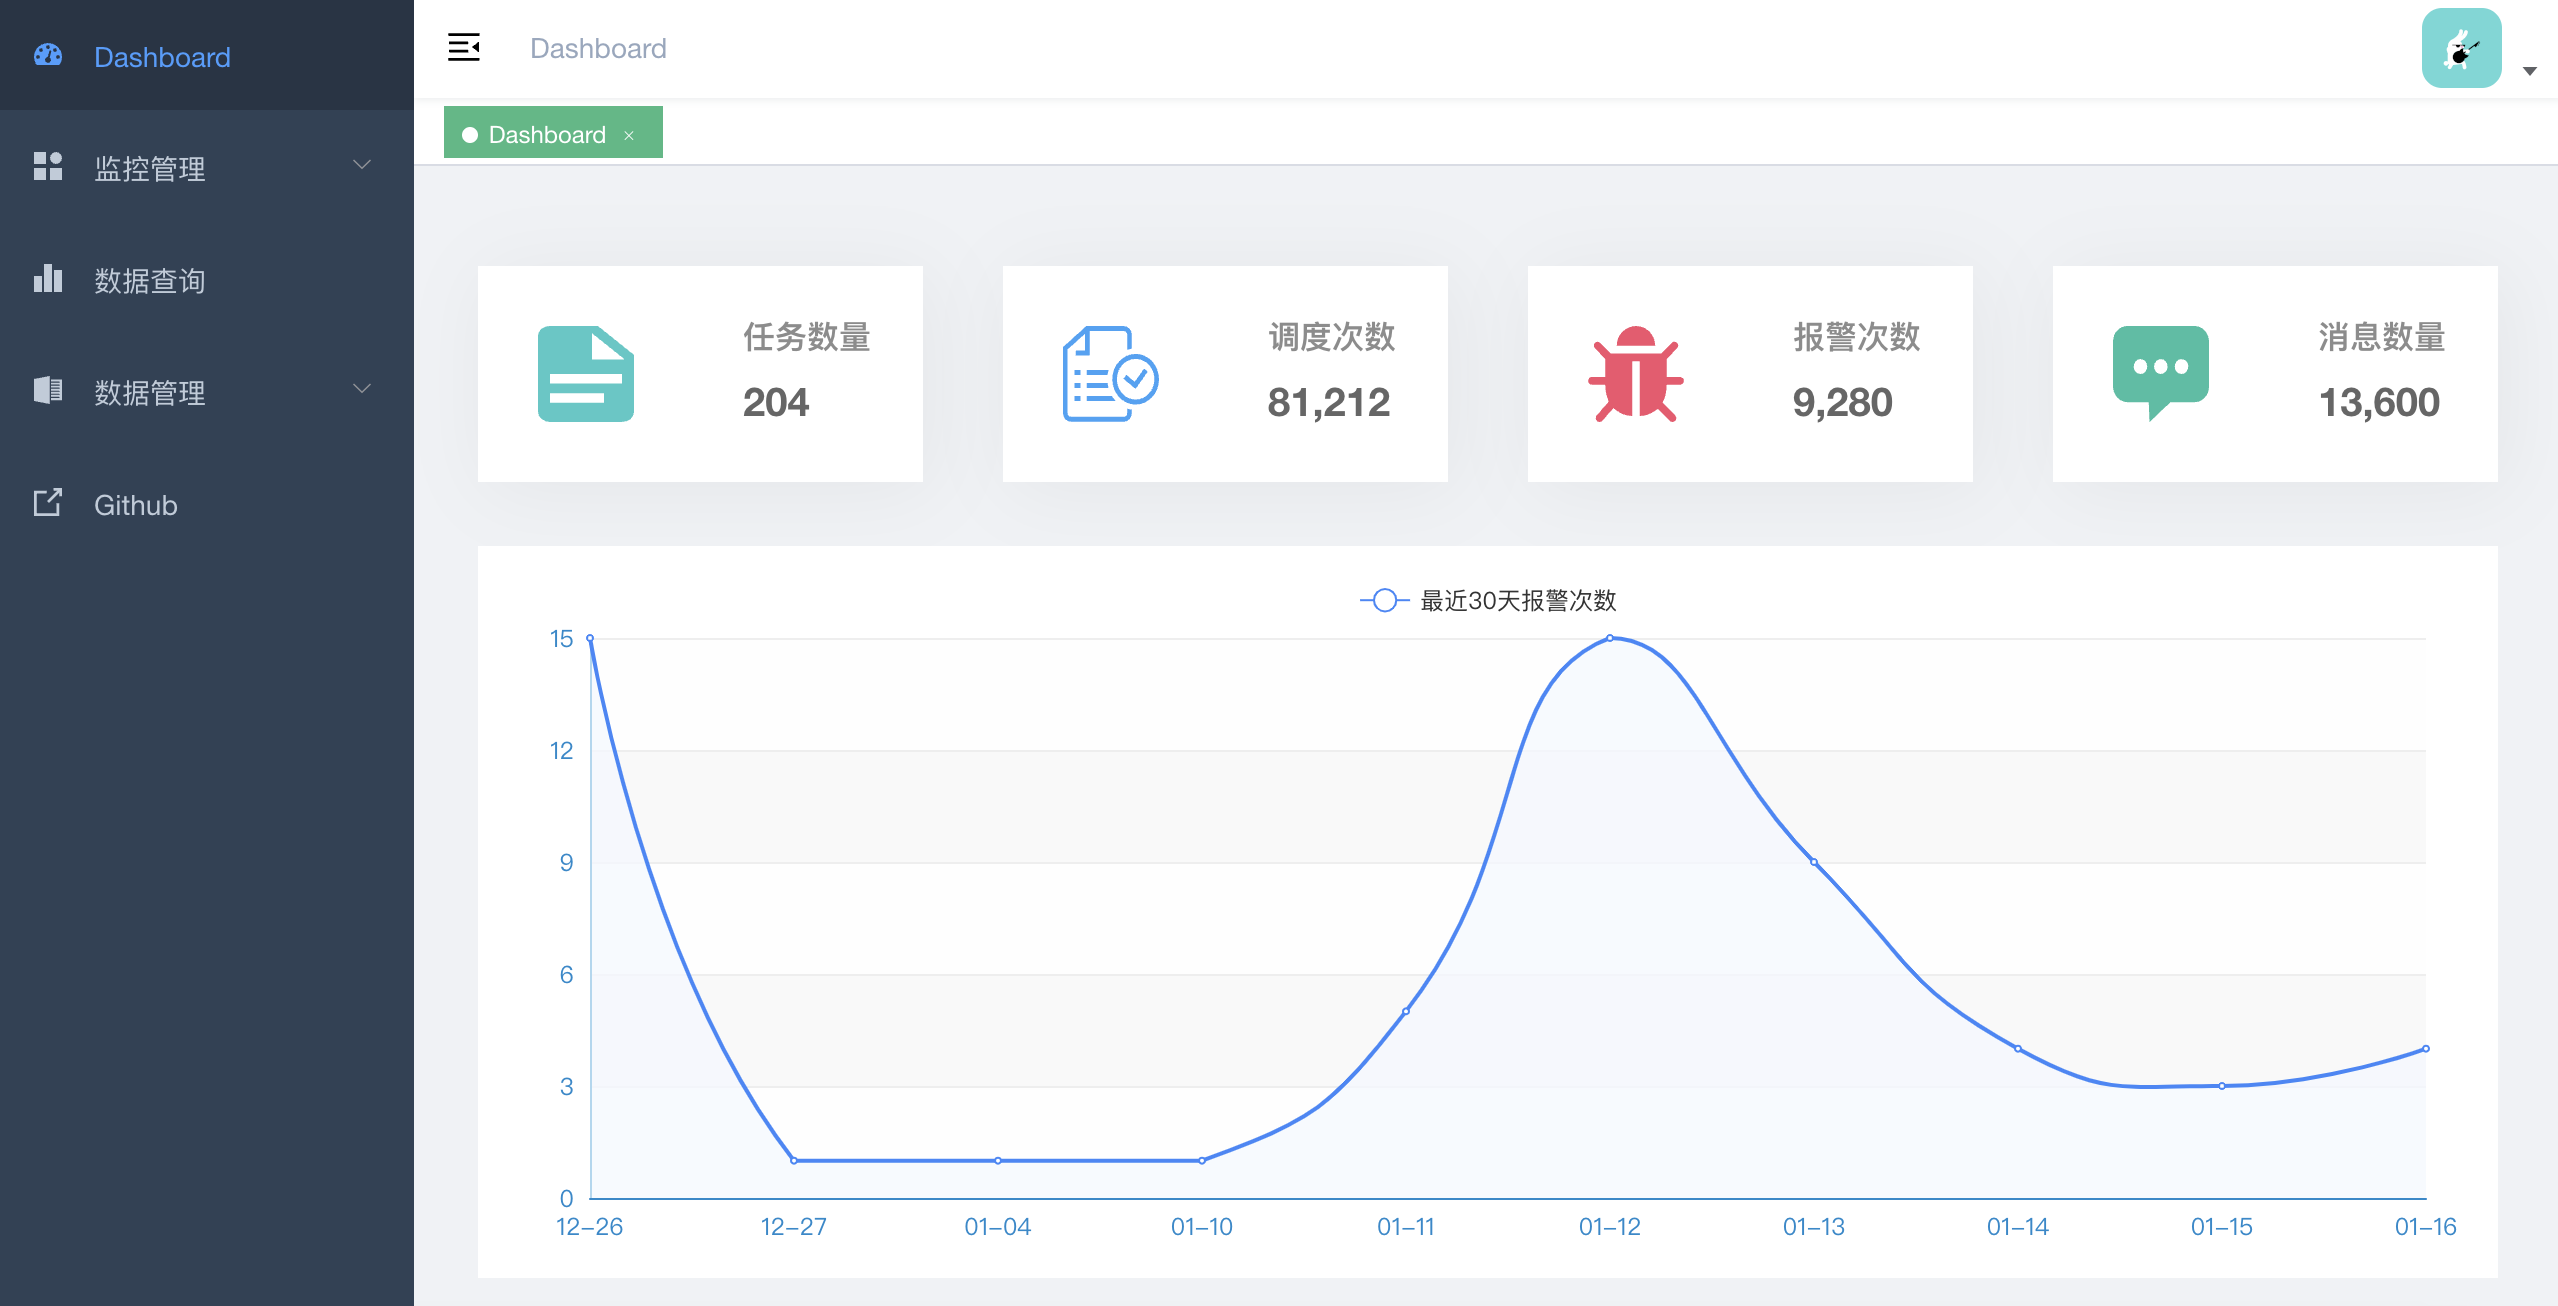 Dashboard
监控管理
数据查询
数据管理
Github
Dashboard
Dashboard ×
任务数量
204
调度次数
81,212
报警次数
9,280
消息数量
13,600
最近30天报警次数
15
12
9
6
3
0
12-26 12-27 01-04 01-10 01-11 01-12 01-13 01-14 01-15 01-16